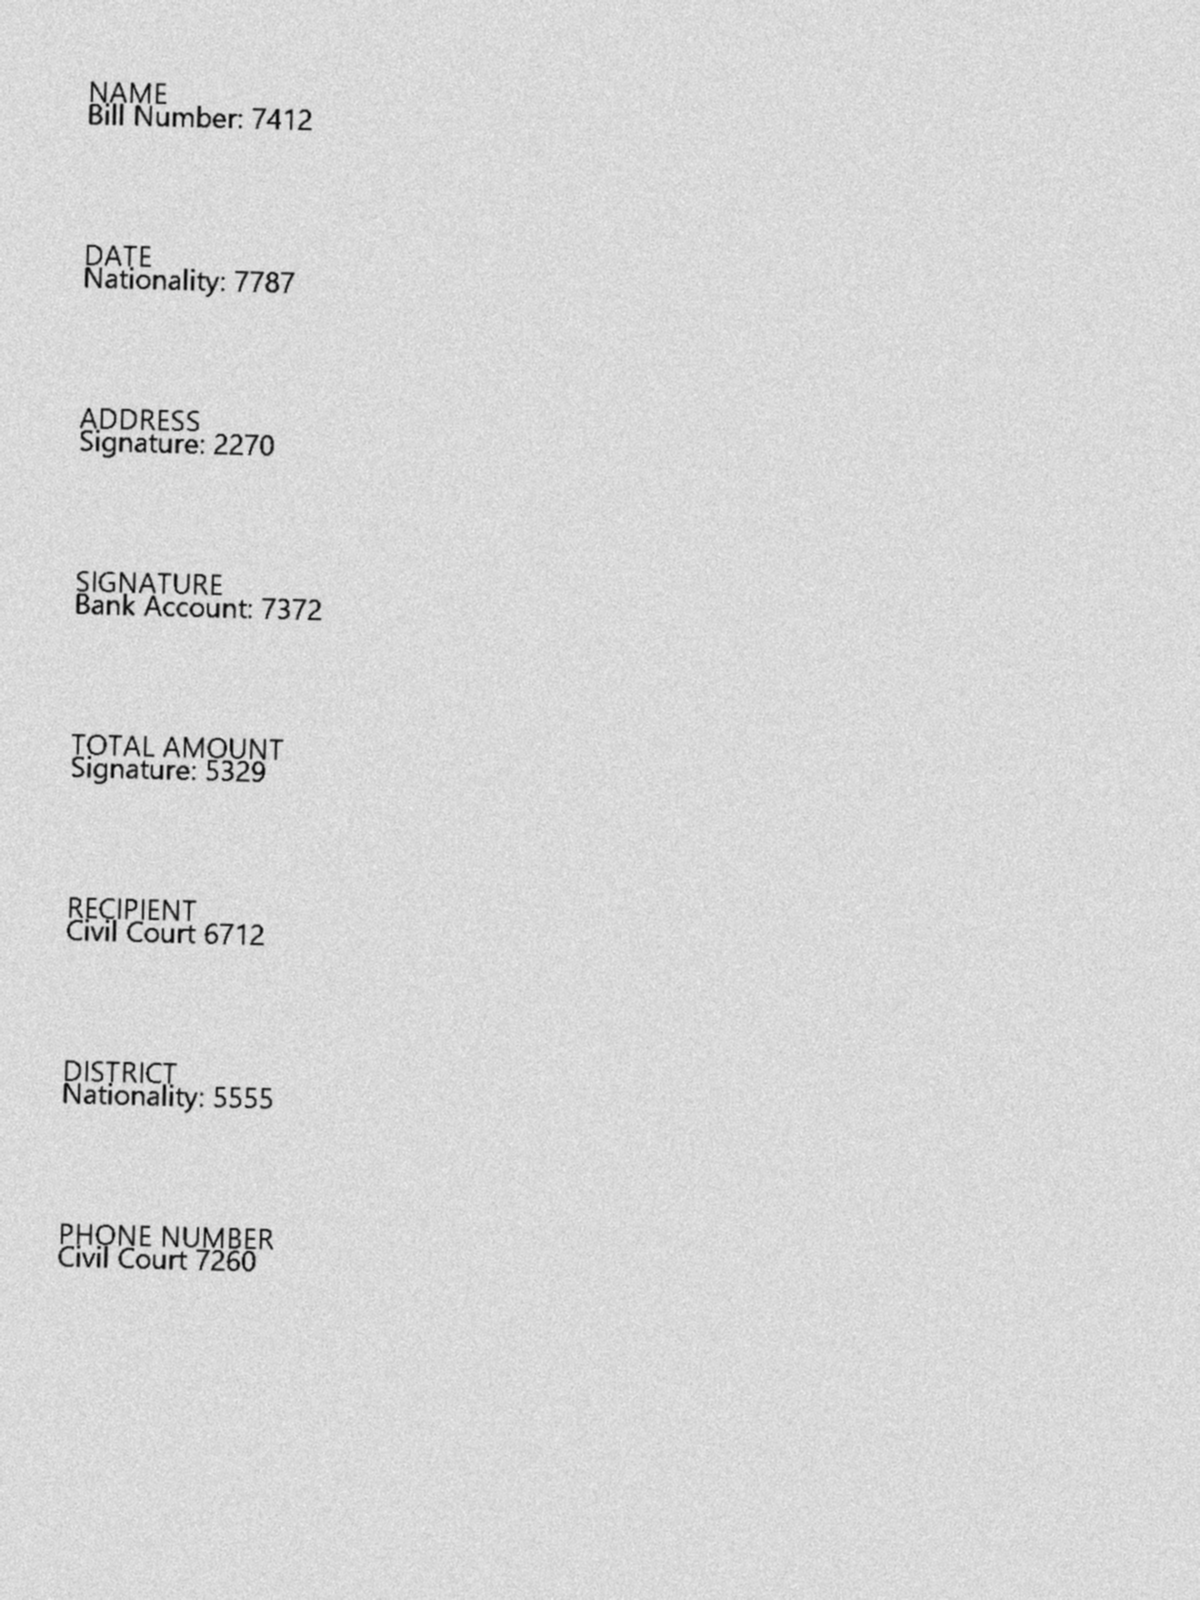 NAME
Bill Number: 7412
DATE
Nationality: 7787
ADDRESS
Signature: 2270
SIGNATURE
Bank Account: 7372
TOTAL AMOUNT
Signature: 5329
RECIPIENT
Civil Court 6712
DISTRICT
Nationality: 5555
PHONE NUMBER
Civil Court 7260